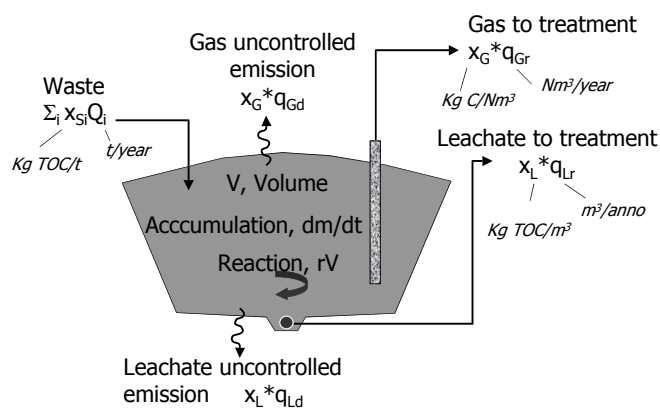 Gas uncontrolled
emission
x_G*q_Gd
Waste
Σ_i x_Si Q_i
Kg TOC/t
t/year
Gas to treatment
x_G*q_Gr
Kg C/Nm³
Nm³/year
Leachate to treatment
x_L*q_Lr
Kg TOC/m³
m³/anno
V, Volume
Acccumulation, dm/dt
Reaction, rV
Leachate uncontrolled
emission x_L*q_Ld